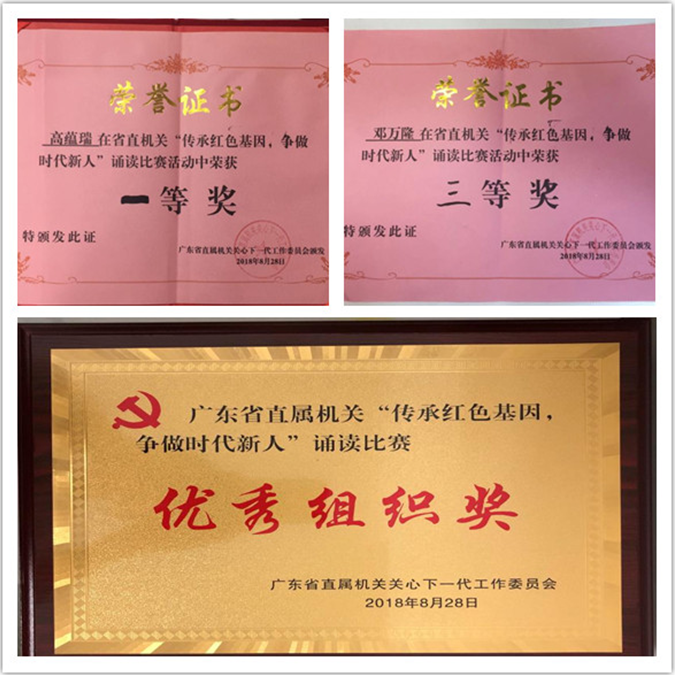 荣誉证书
高蕴瑞在省直机关“传承红色基因，争做
时代新人”诵读比赛活动中荣获
一等奖
特颁发此证
广东省直属机关关心下一代工作委员会颁发
2018年8月28日
荣誉证书
邓万隆在省直机关“传承红色基因，争做
时代新人”诵读比赛活动中荣获
三等奖
特颁发此证
广东省直属机关关心下一代工作委员会颁发
2018年8月28日
广东省直属机关“传承红色基因，
争做时代新人”诵读比赛
优秀组织奖
广东省直属机关关心下一代工作委员会
2018年8月28日